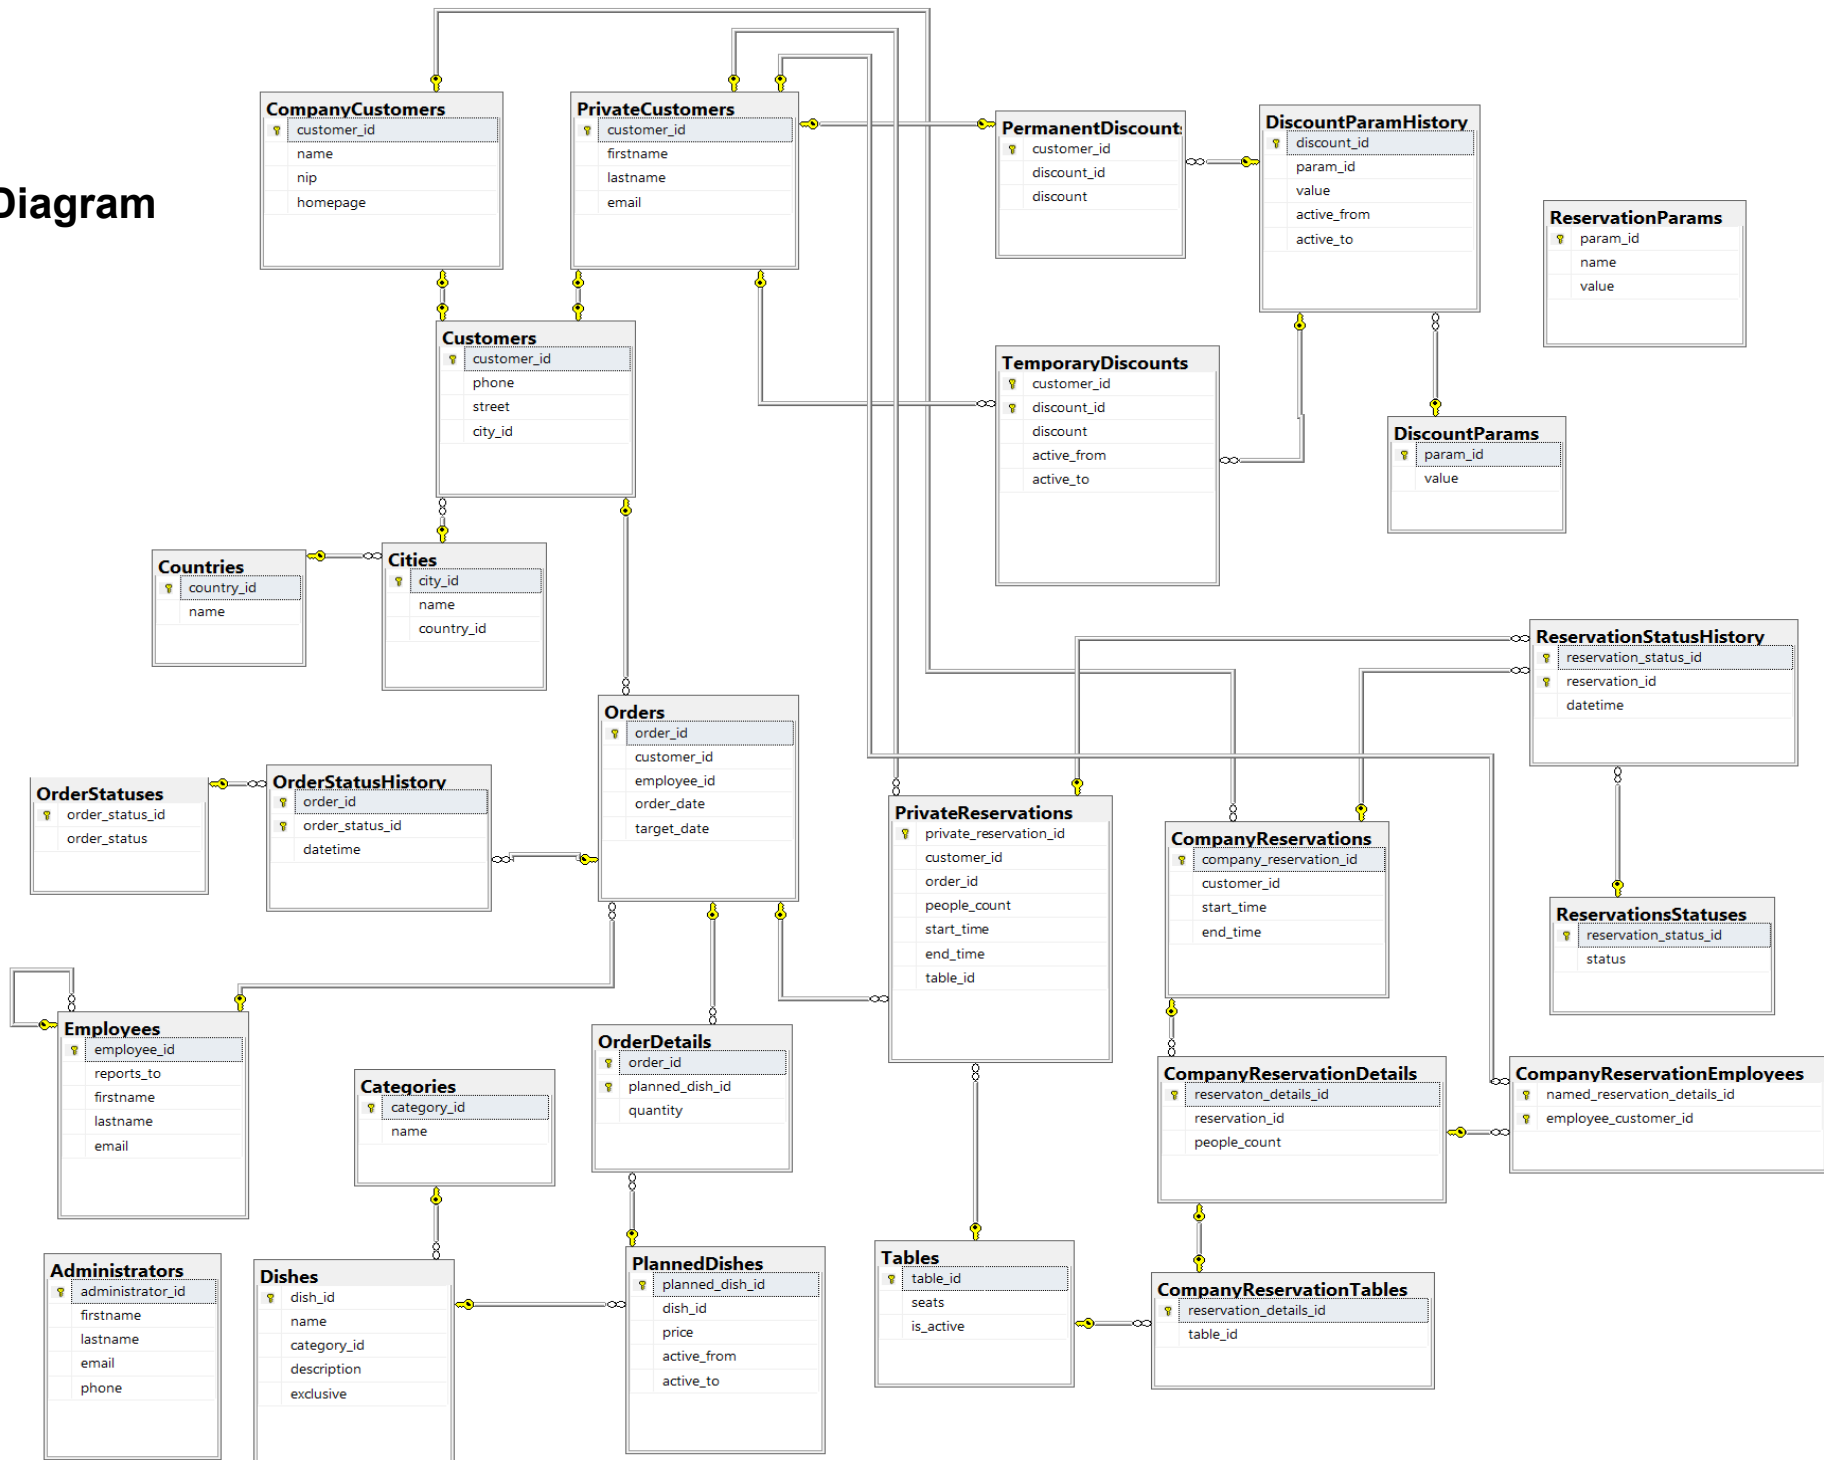 Diagram
CompanyCustomers
customer_id
name
nip
homepage
PrivateCustomers
customer_id
firstname
lastname
email
PermanentDiscounts
customer_id
discount_id
discount
DiscountParamHistory
discount_id
param_id
value
active_from
active_to
ReservationParams
param_id
name
value
Customers
customer_id
phone
street
city_id
TemporaryDiscounts
customer_id
discount_id
discount
active_from
active_to
DiscountParams
param_id
value
Countries
country_id
name
Cities
city_id
name
country_id
ReservationStatusHistory
reservation_status_id
reservation_id
datetime
Orders
order_id
customer_id
employee_id
order_date
target_date
OrderStatuses
order_status_id
order_status
OrderStatusHistory
order_id
order_status_id
datetime
PrivateReservations
private_reservation_id
customer_id
order_id
people_count
start_time
end_time
table_id
CompanyReservations
company_reservation_id
customer_id
start_time
end_time
ReservationsStatuses
reservation_status_id
status
Employees
employee_id
reports_to
firstname
lastname
email
Categories
category_id
name
OrderDetails
order_id
planned_dish_id
quantity
CompanyReservationDetails
reservaton_details_id
reservation_id
people_count
CompanyReservationEmployees
named_reservation_details_id
employee_customer_id
Administrators
administrator_id
firstname
lastname
email
phone
Dishes
dish_id
name
category_id
description
exclusive
PlannedDishes
planned_dish_id
dish_id
price
active_from
active_to
Tables
table_id
seats
is_active
CompanyReservationTables
reservation_details_id
table_id